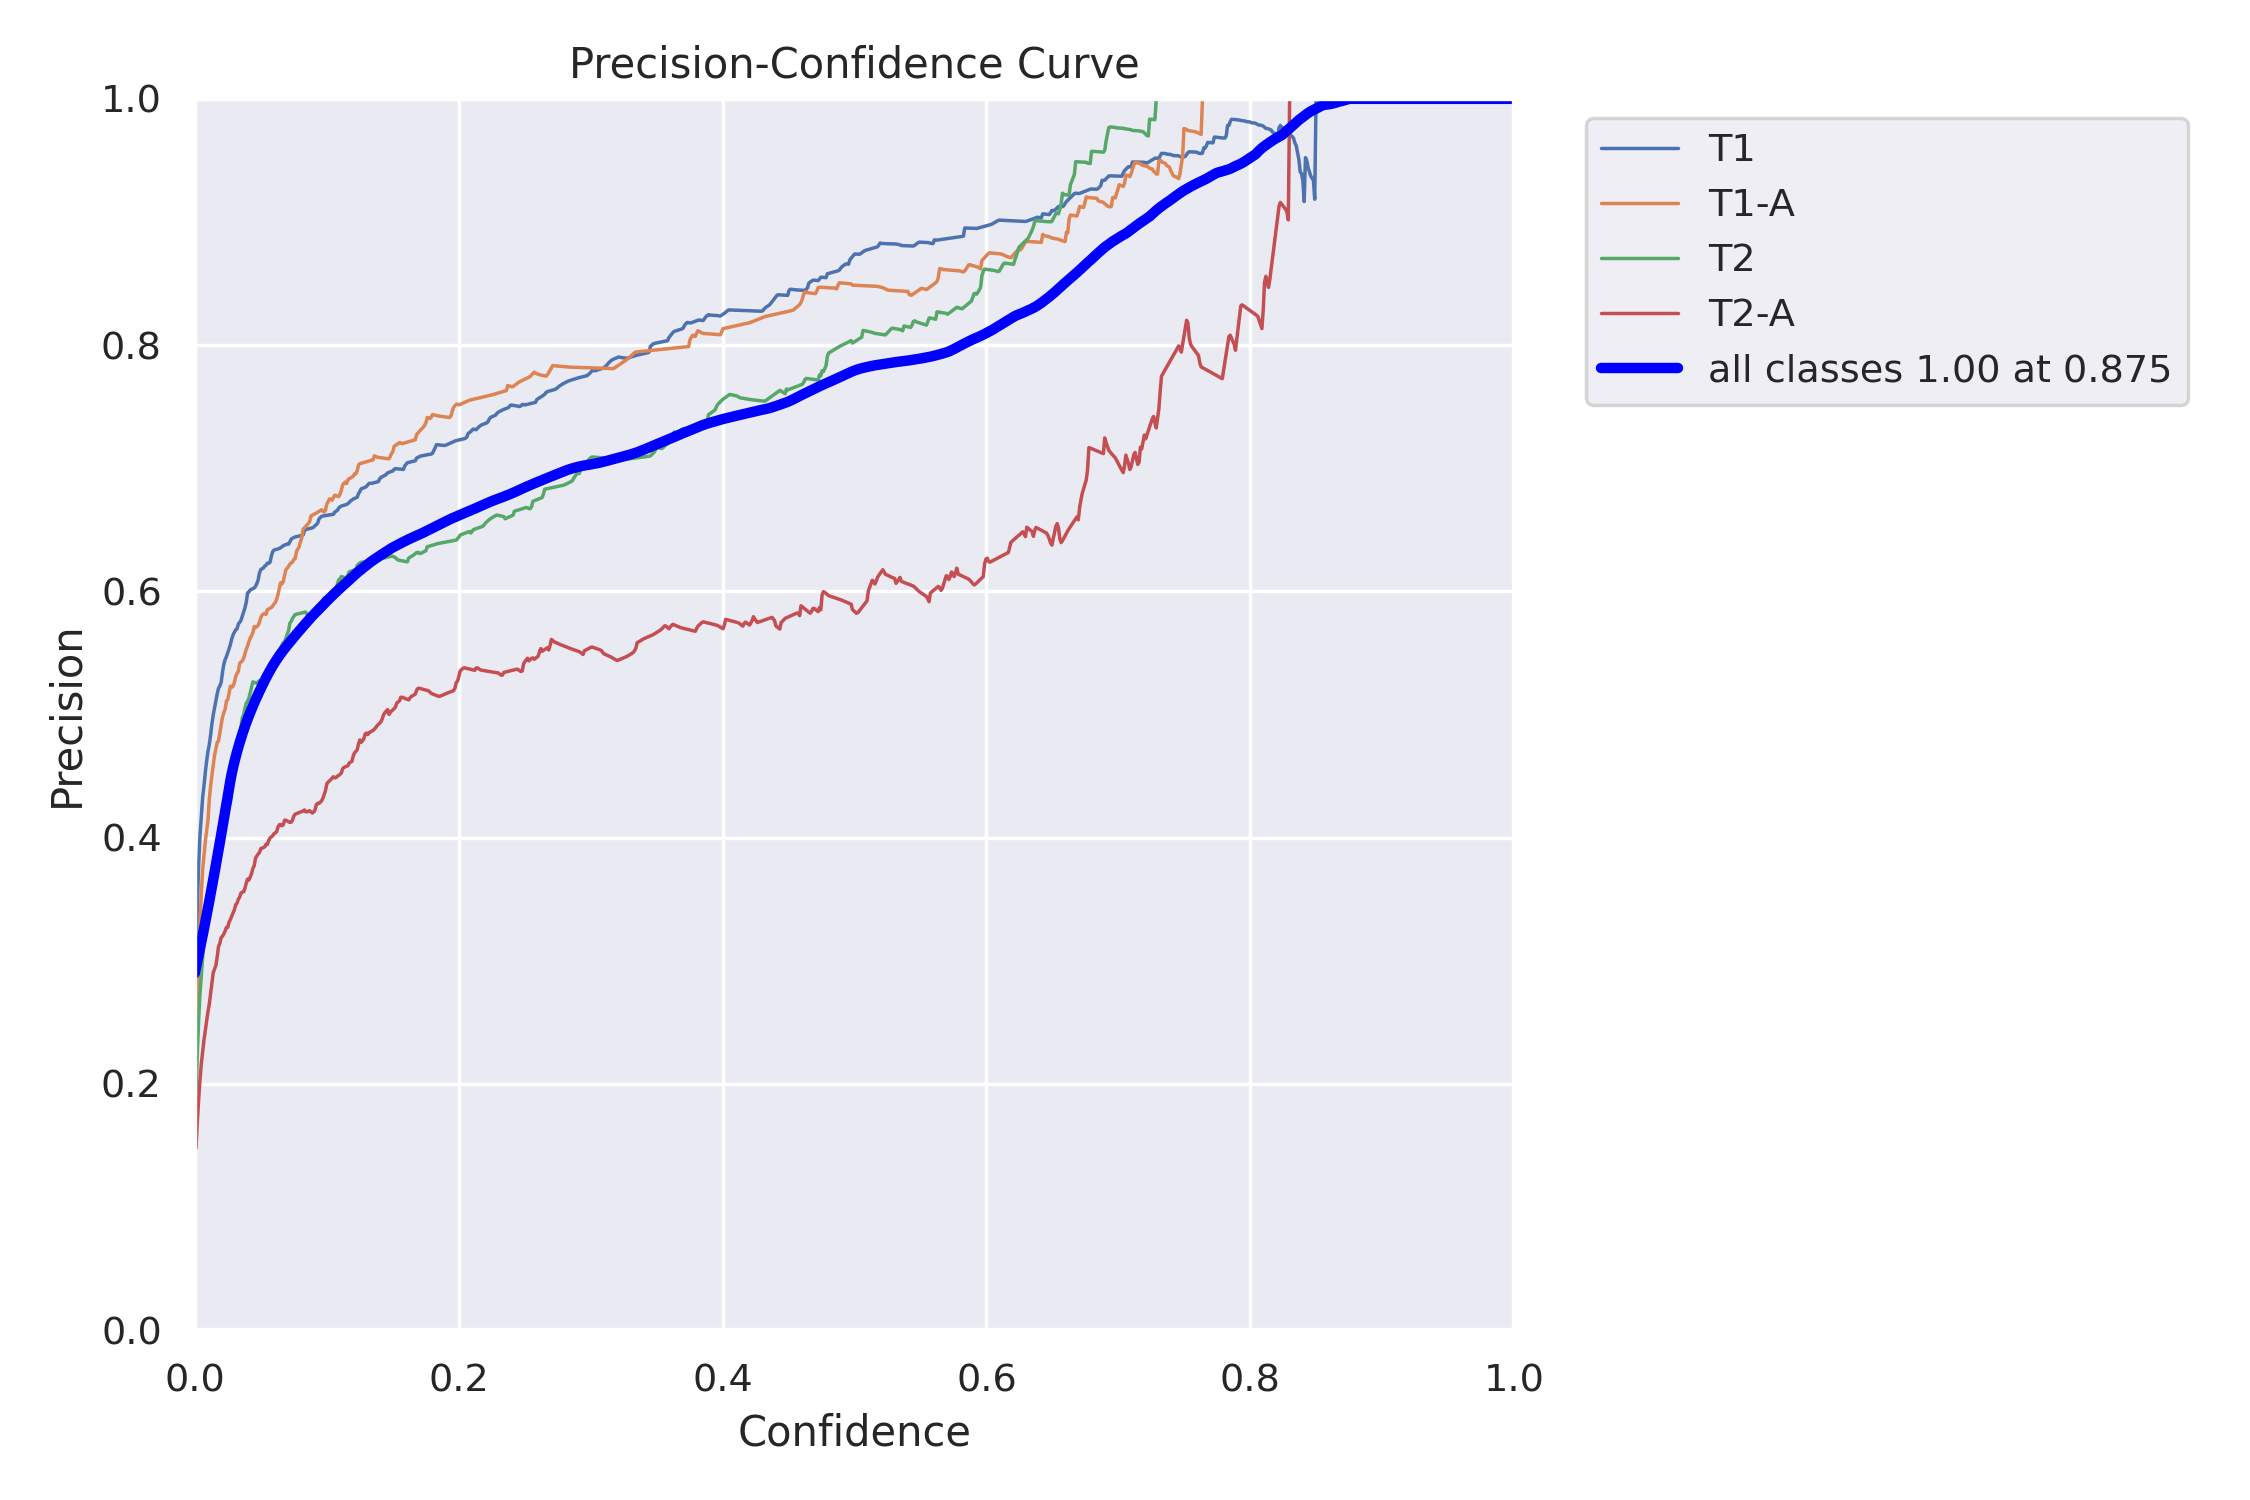 Precision-Confidence Curve
1.0
0.8
0.6
0.4
0.2
0.0
Precision
0.0 0.2 0.4 0.6 0.8 1.0
Confidence
T1
T1-A
T2
T2-A
all classes 1.00 at 0.875